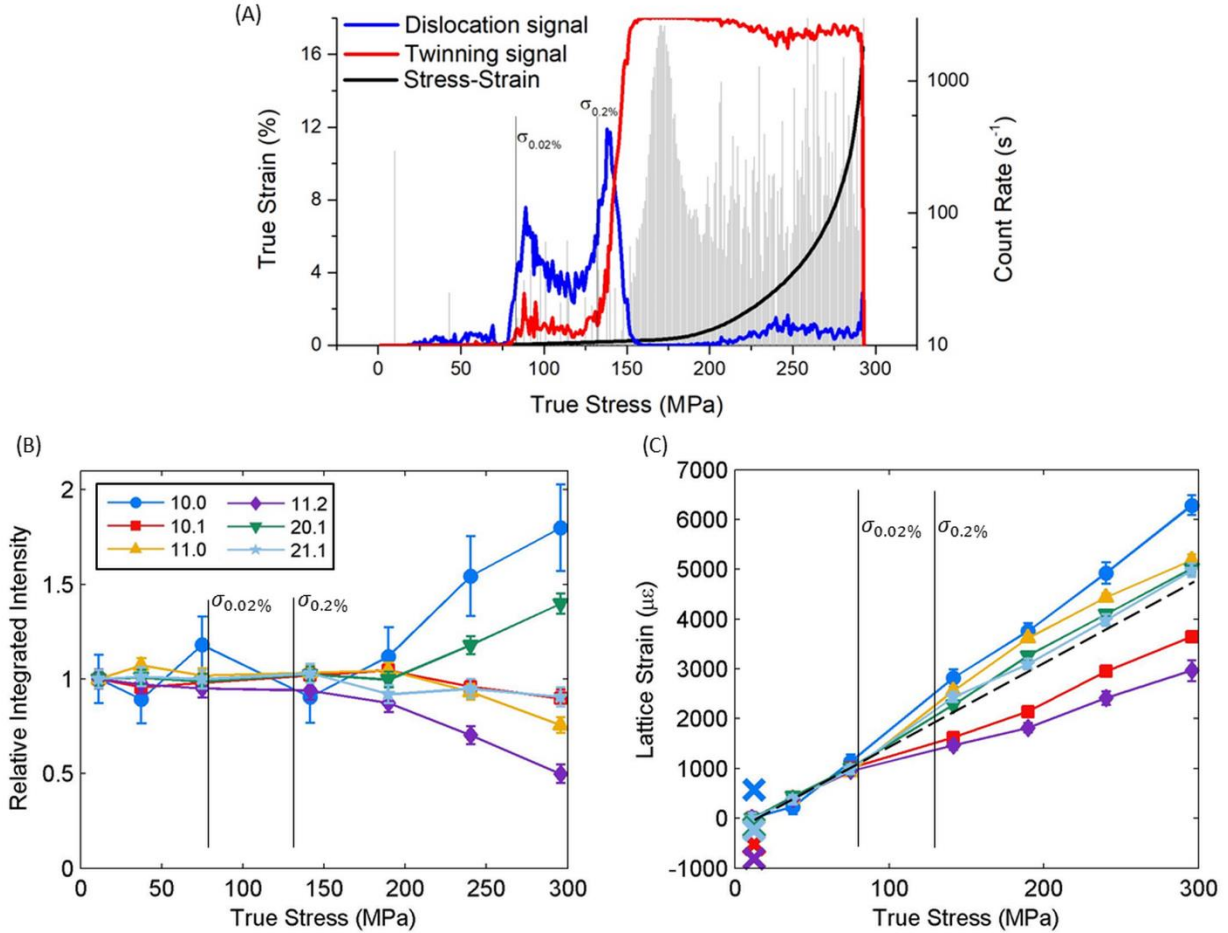 (A)
Dislocation signal
Twinning signal
Stress-Strain
σ0.02%
σ0.2%
16
12
8
4
0
True Strain (%)
1000
100
10
Count Rate (s-1)
0 50 100 150 200 250 300
True Stress (MPa)
(B)
10.0 11.2
10.1 20.1
11.0 21.1
σ0.02%
σ0.2%
2
1.5
1
0.5
0
Relative Integrated Intensity
0 50 100 150 200 250 300
True Stress (MPa)
(C)
σ0.02%
σ0.2%
7000
6000
5000
4000
3000
2000
1000
0
-1000
Lattice Strain (με)
0 100 200 300
True Stress (MPa)